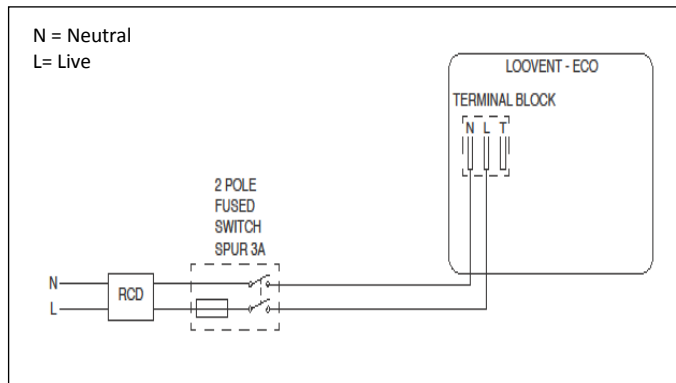 N = Neutral
L= Live
LOOVENT - ECO
TERMINAL BLOCK
N L T
2 POLE
FUSED
SWITCH
SPUR 3A
N
RCD
L